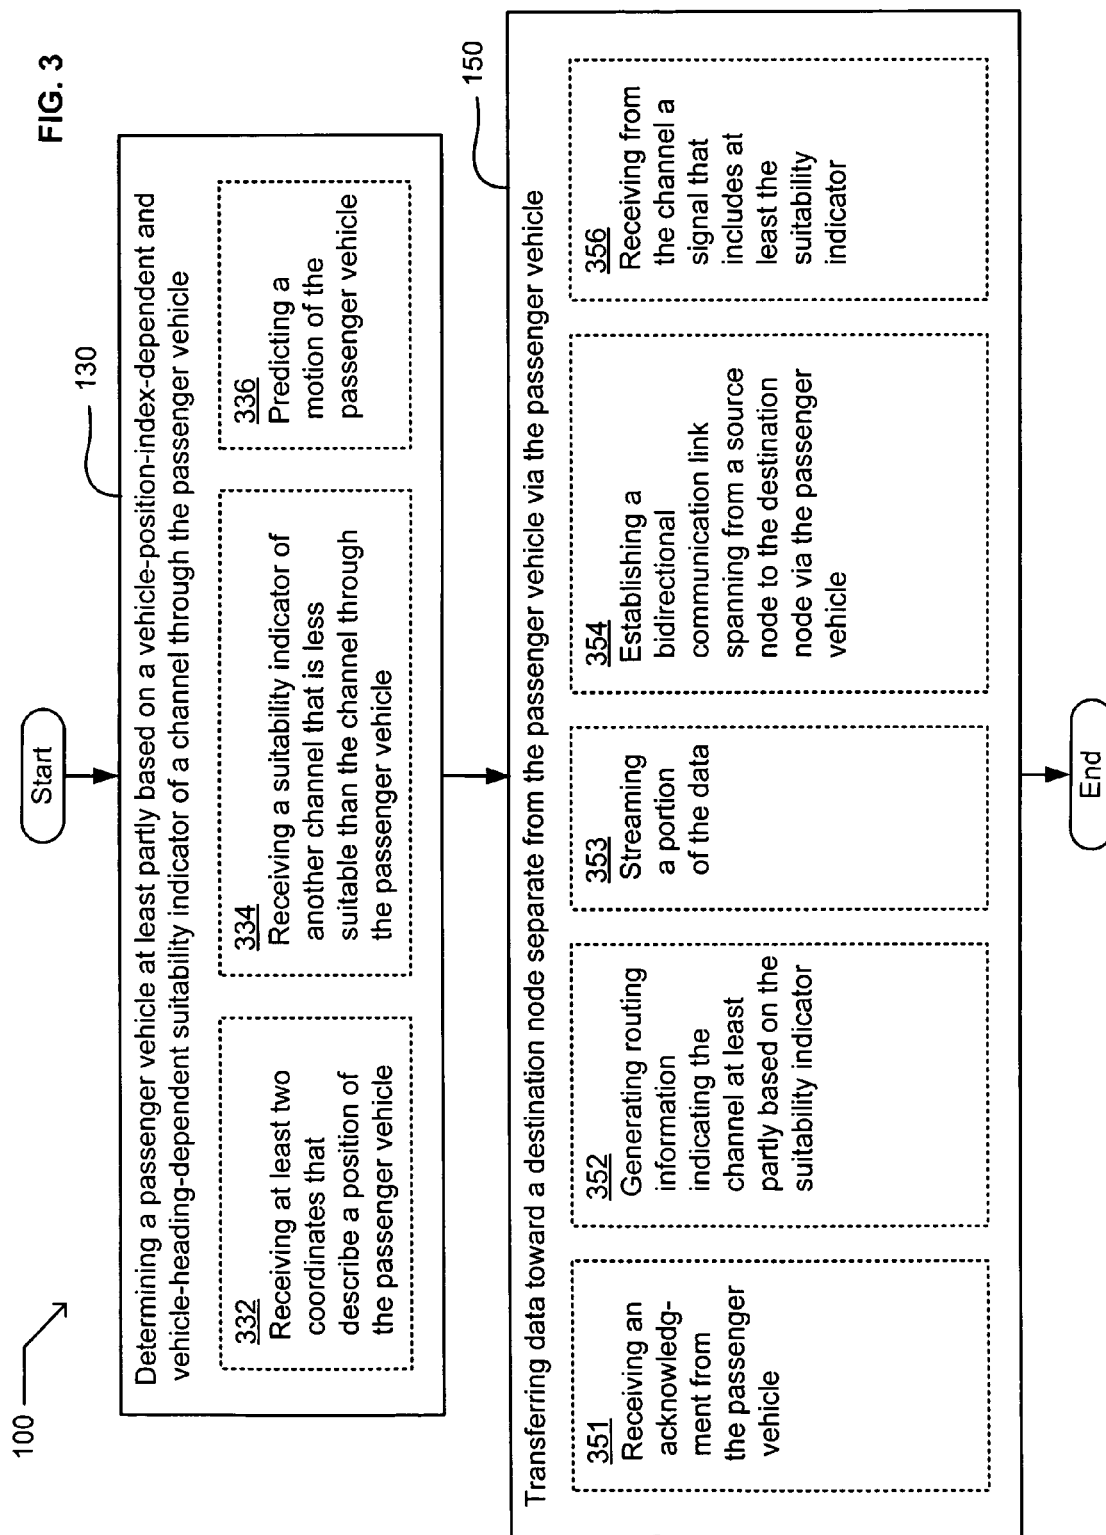 FIG. 3
100
Start
130
Determining a passenger vehicle at least partly based on a vehicle-position-index-dependent and
vehicle-heading-dependent suitability indicator of a channel through the passenger vehicle
332
Receiving at least two
coordinates that
describe a position of
the passenger vehicle
334
Receiving a suitability indicator of
another channel that is less
suitable than the channel through
the passenger vehicle
336
Predicting a
motion of the
passenger vehicle
150
Transferring data toward a destination node separate from the passenger vehicle via the passenger vehicle
351
Receiving an
acknowledg-
ment from
the passenger
vehicle
352
Generating routing
information
indicating the
channel at least
partly based on the
suitability indicator
353
Streaming
a portion
of the data
354
Establishing a
bidirectional
communication link
spanning from a source
node to the destination
node via the passenger
vehicle
356
Receiving from
the channel a
signal that
includes at
least the
suitability
indicator
End